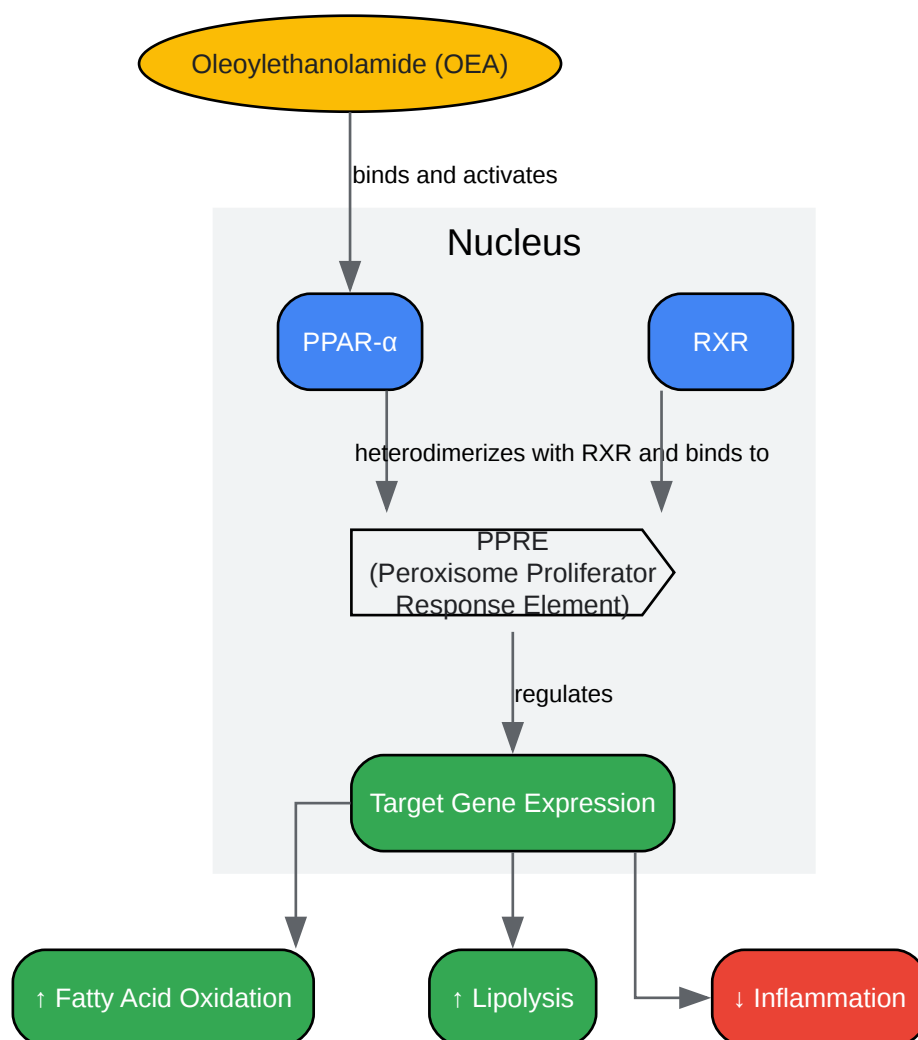 Oleoylethanolamide (OEA)
binds and activates
Nucleus
PPAR-α
RXR
heterodimerizes with RXR and binds to
PPRE
(Peroxisome Proliferator
Response Element)
regulates
Target Gene Expression
↑ Fatty Acid Oxidation
↑ Lipolysis
↓ Inflammation